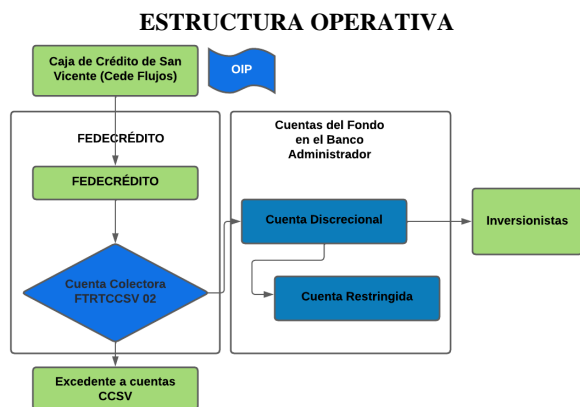 ESTRUCTURA OPERATIVA
Caja de Crédito de San
Vicente (Cede Flujos)
OIP
FEDECRÉDITO
FEDECRÉDITO
Cuenta Colectora
FTRTCCSV 02
Excedente a cuentas
CCSV
Cuentas del Fondo
en el Banco
Administrador
Cuenta Discrecional
Cuenta Restringida
Inversionistas